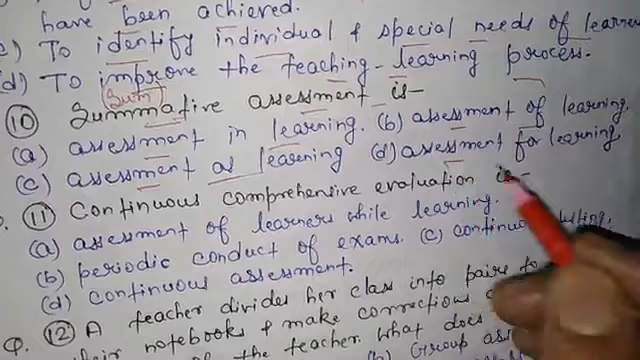 have been achieved.
c) To identify individual & special needs of learner
(d) To improve the teaching-learning process.
(Sum)
(10) Summative assessment is-
(a) assessment in learning. (b) assessment of learning.
(c) assessment as learning (d) assessment for learning
(11) Continuous comprehensive evaluation is-
(a) assessment of learners while learning.
(b) periodic conduct of exams. (c) continuous testing.
(d) continuous assessment.
Q. (12) A teacher divides her class into pairs to
their notebooks & make corrections
the teacher. What does
(b) Group